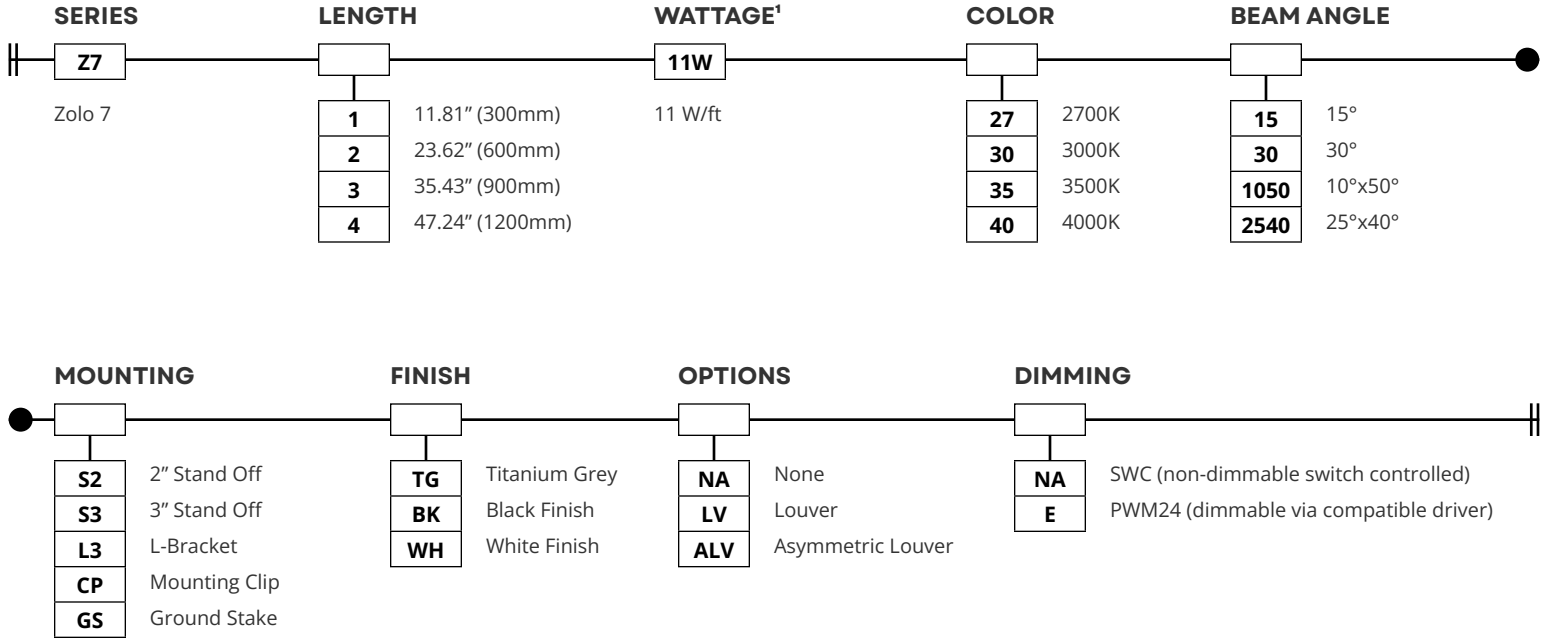 SERIES LENGTH WATTAGE¹ COLOR BEAM ANGLE
Z7 11W
Zolo 7 1 11.81” (300mm) 11 W/ft 27 2700K 15 15°
2 23.62” (600mm) 30 3000K 30 30°
3 35.43” (900mm) 35 3500K 1050 10°x50°
4 47.24” (1200mm) 40 4000K 2540 25°x40°
MOUNTING FINISH OPTIONS DIMMING
S2 2” Stand Off TG Titanium Grey NA None NA SWC (non-dimmable switch controlled)
S3 3” Stand Off BK Black Finish LV Louver E PWM24 (dimmable via compatible driver)
L3 L-Bracket WH White Finish ALV Asymmetric Louver
CP Mounting Clip
GS Ground Stake